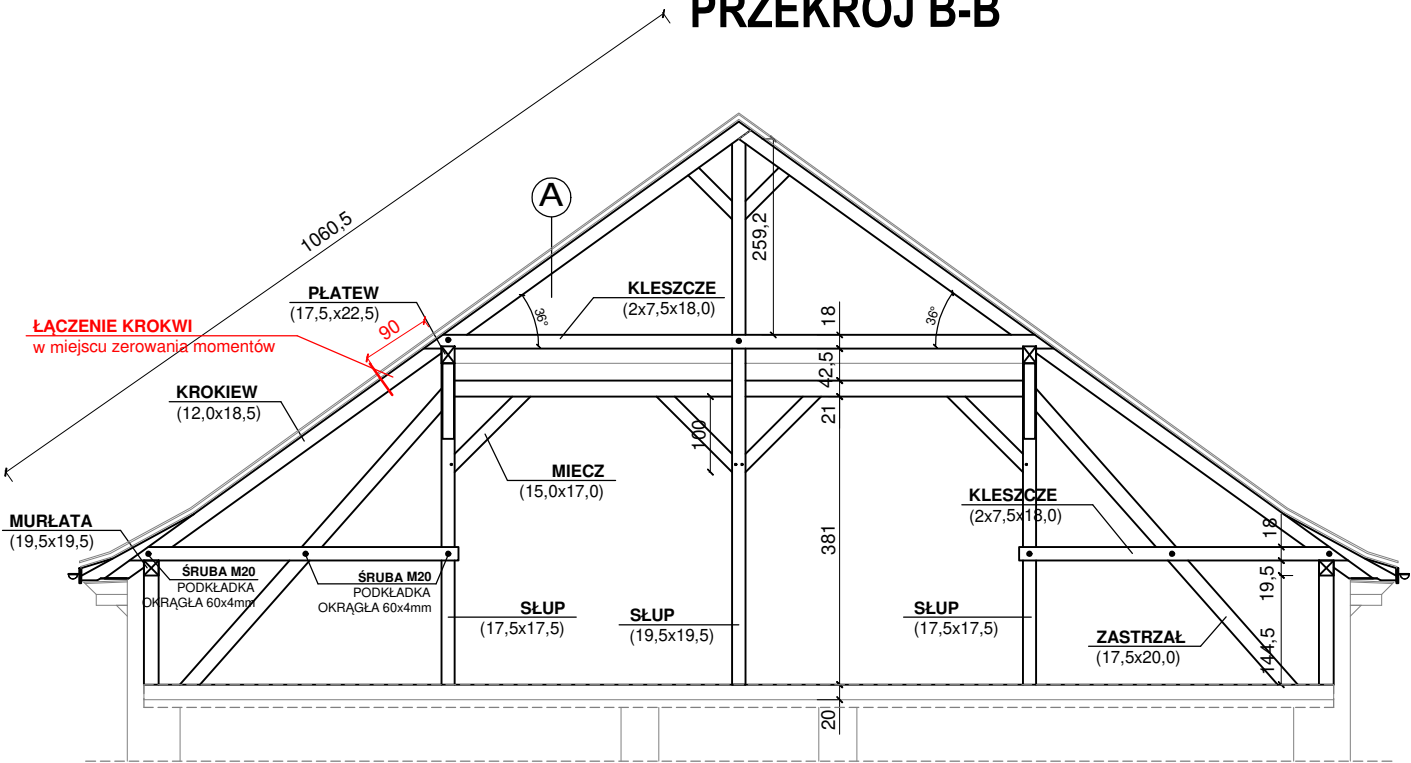 PRZEKRÓJ B-B
1060,5
A
259,2
PŁATEW
(17,5,x22,5)
KLESZCZE
(2x7,5x18,0)
36°
36°
18
ŁĄCZENIE KROKWI
w miejscu zerowania momentów
90
42,5
KROKIEW
(12,0x18,5)
21
100
MIECZ
(15,0x17,0)
KLESZCZE
(2x7,5x18,0)
MURŁATA
(19,5x19,5)
381
18
19,5
ŚRUBA M20
PODKŁADKA
OKRĄGŁA 60x4mm
ŚRUBA M20
PODKŁADKA
OKRĄGŁA 60x4mm
SŁUP
(17,5x17,5)
SŁUP
(19,5x19,5)
SŁUP
(17,5x17,5)
ZASTRZAŁ
(17,5x20,0)
144,5
20